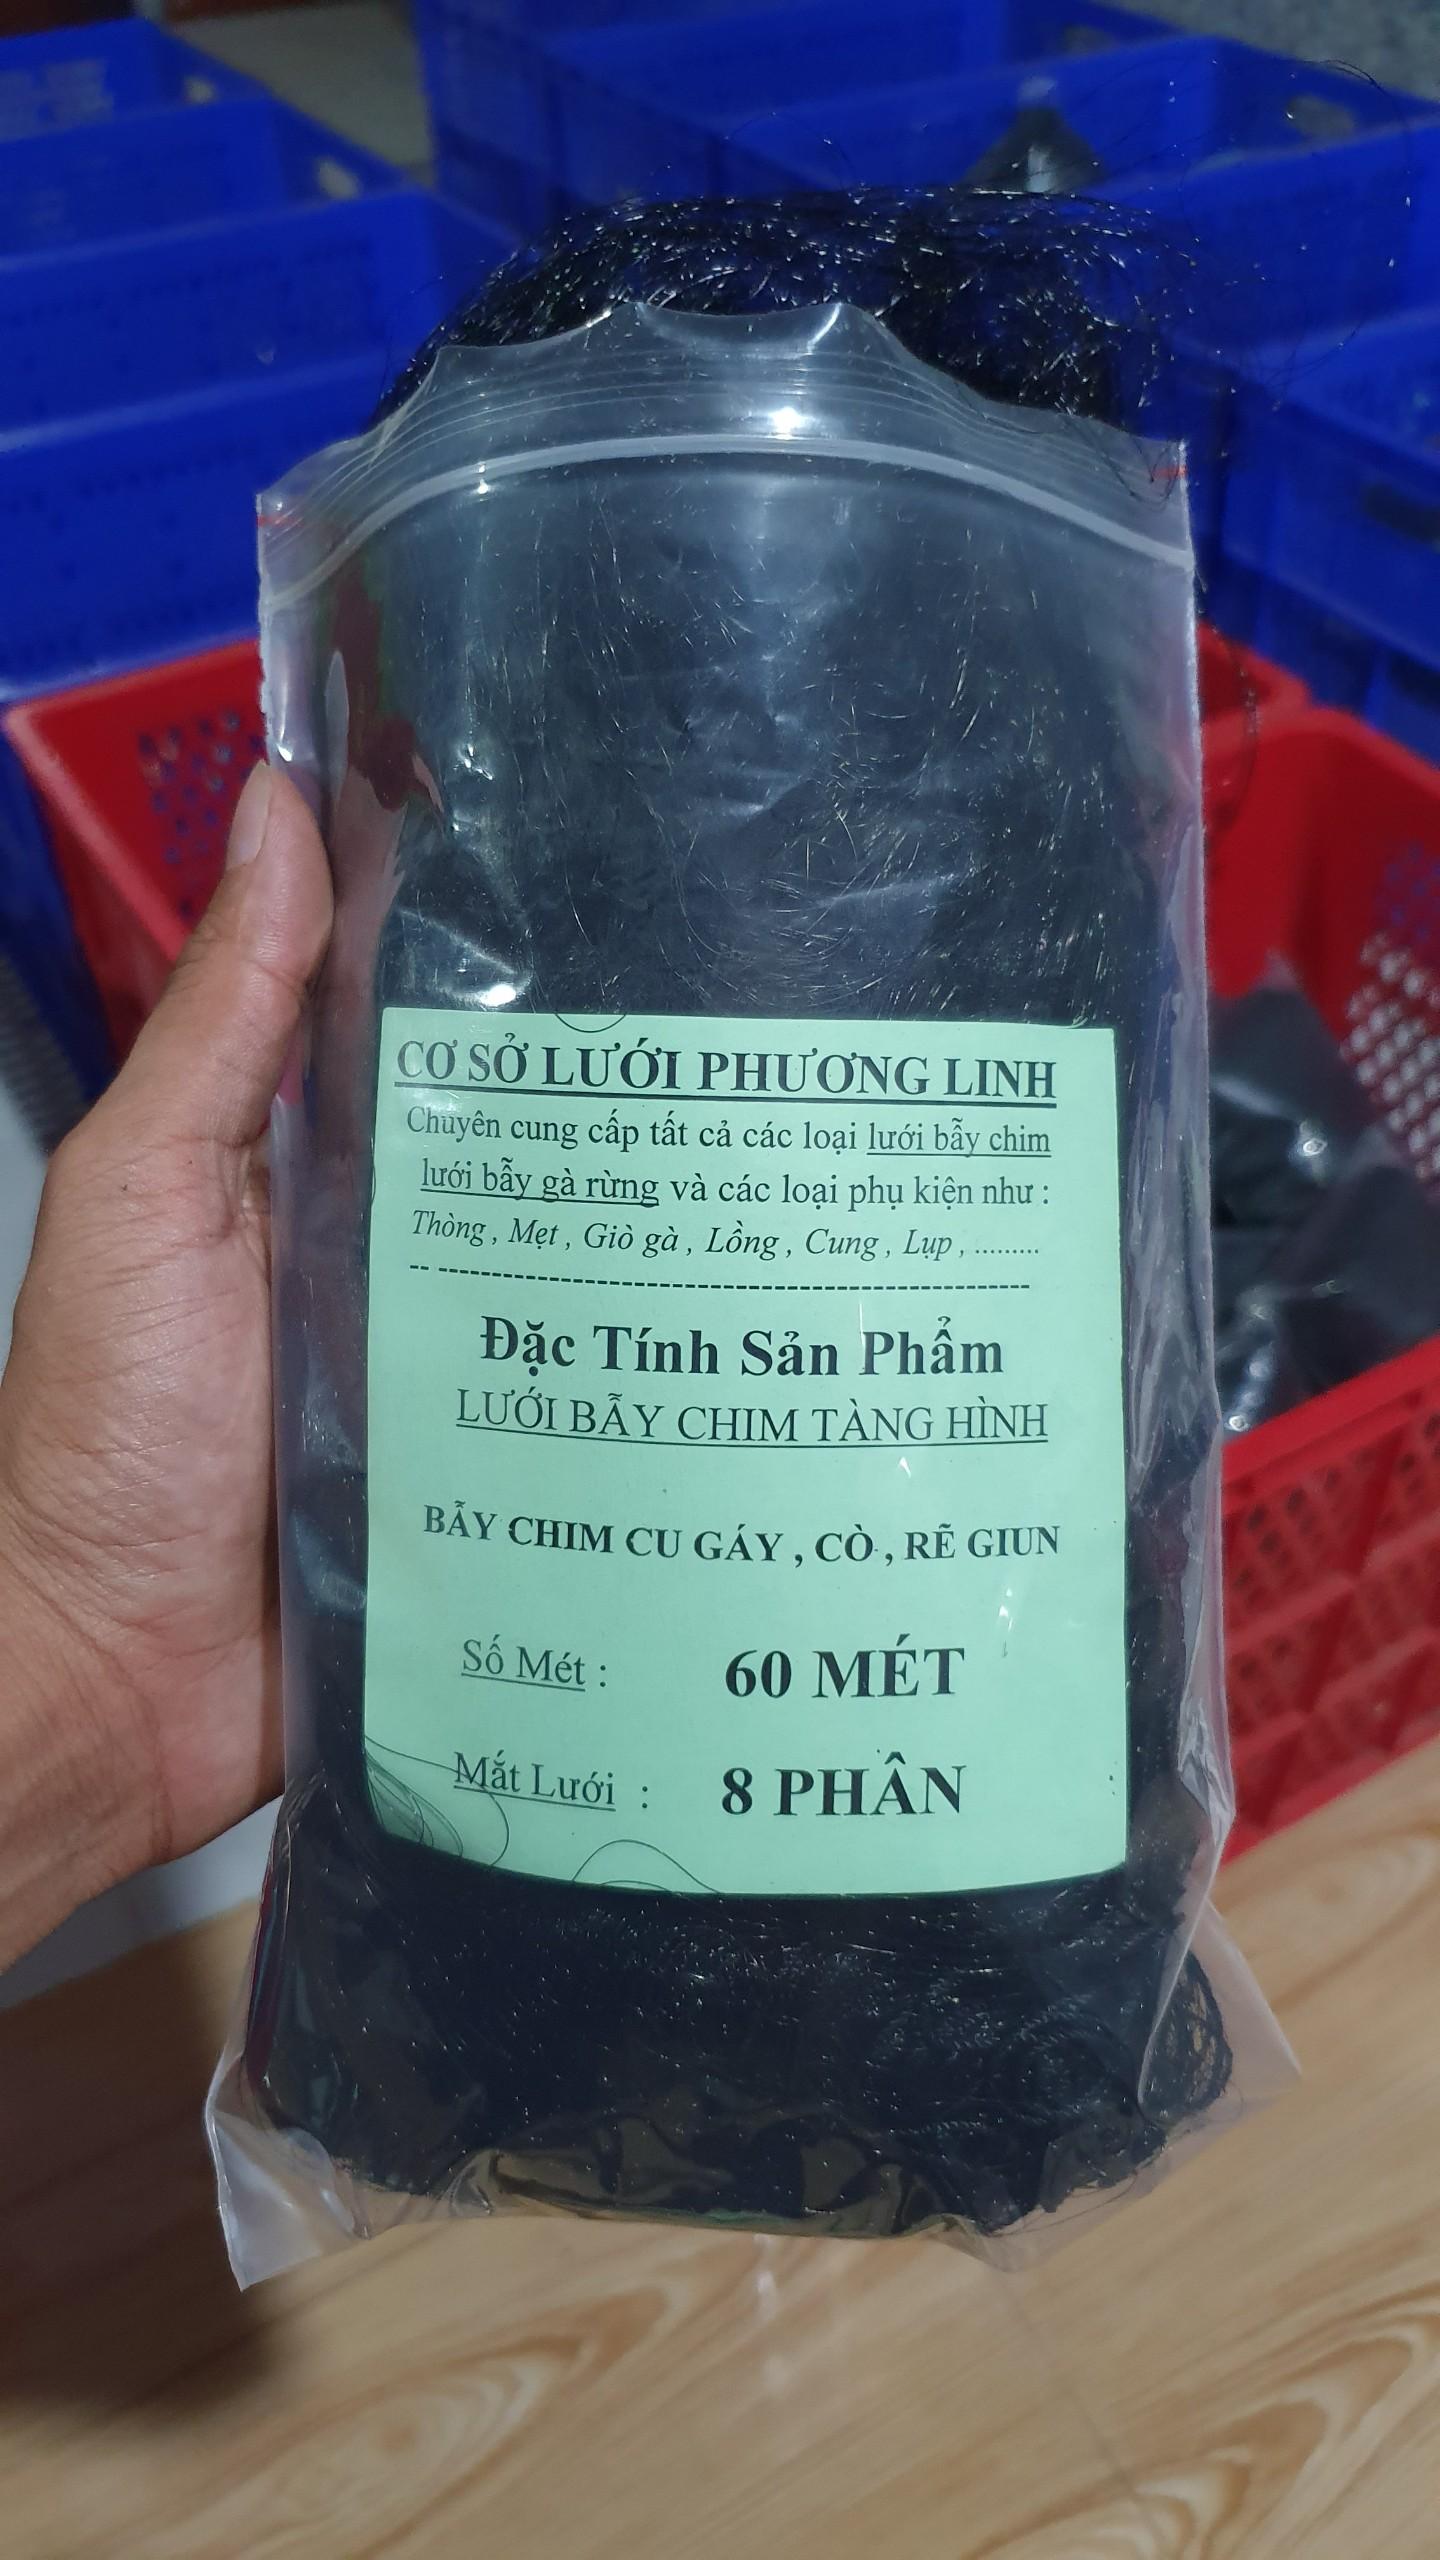 CƠ SỞ LƯỚI PHƯƠNG LINH
Chuyên cung cấp tất cả các loại lưới bẫy chim
lưới bẫy gà rừng và các loại phụ kiện như :
Thòng , Mẹt , Giò gà , Lồng , Cung , Lụp , .........
Đặc Tính Sản Phẩm
LƯỚI BẪY CHIM TÀNG HÌNH
BẪY CHIM CU GÁY , CÒ , RẼ GIUN
Số Mét : 60 MÉT
Mắt Lưới : 8 PHÂN